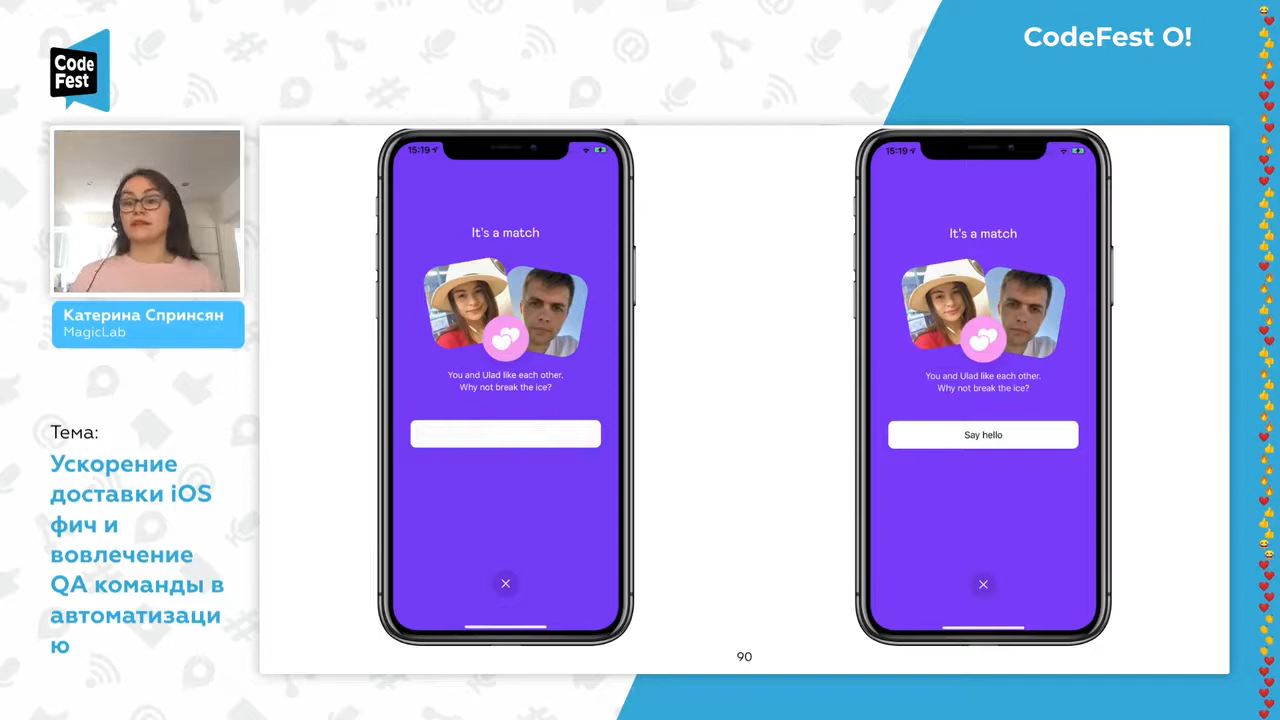 Code
Fest
CodeFest O!
Катерина Спринсян
MagicLab
Тема:
Ускорение
доставки iOS
фич и
вовлечение
QA команды в
автоматизаци
ю
15:19
It's a match
You and Ulad like each other.
Why not break the ice?
15:19
It's a match
You and Ulad like each other.
Why not break the ice?
Say hello
90